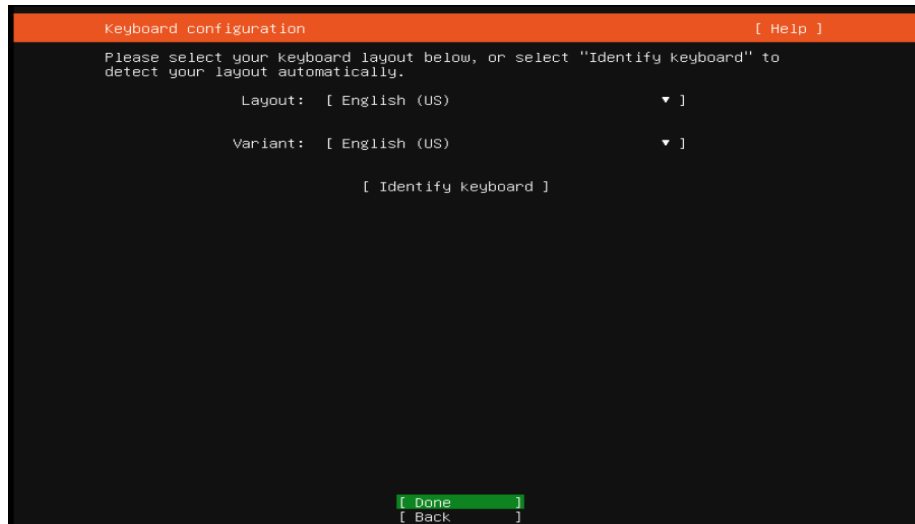 Keyboard configuration [ Help ]
Please select your keyboard layout below, or select "Identify keyboard" to
detect your layout automatically.
Layout: [ English (US) ▾ ]
Variant: [ English (US) ▾ ]
[ Identify keyboard ]
[ Done ]
[ Back ]